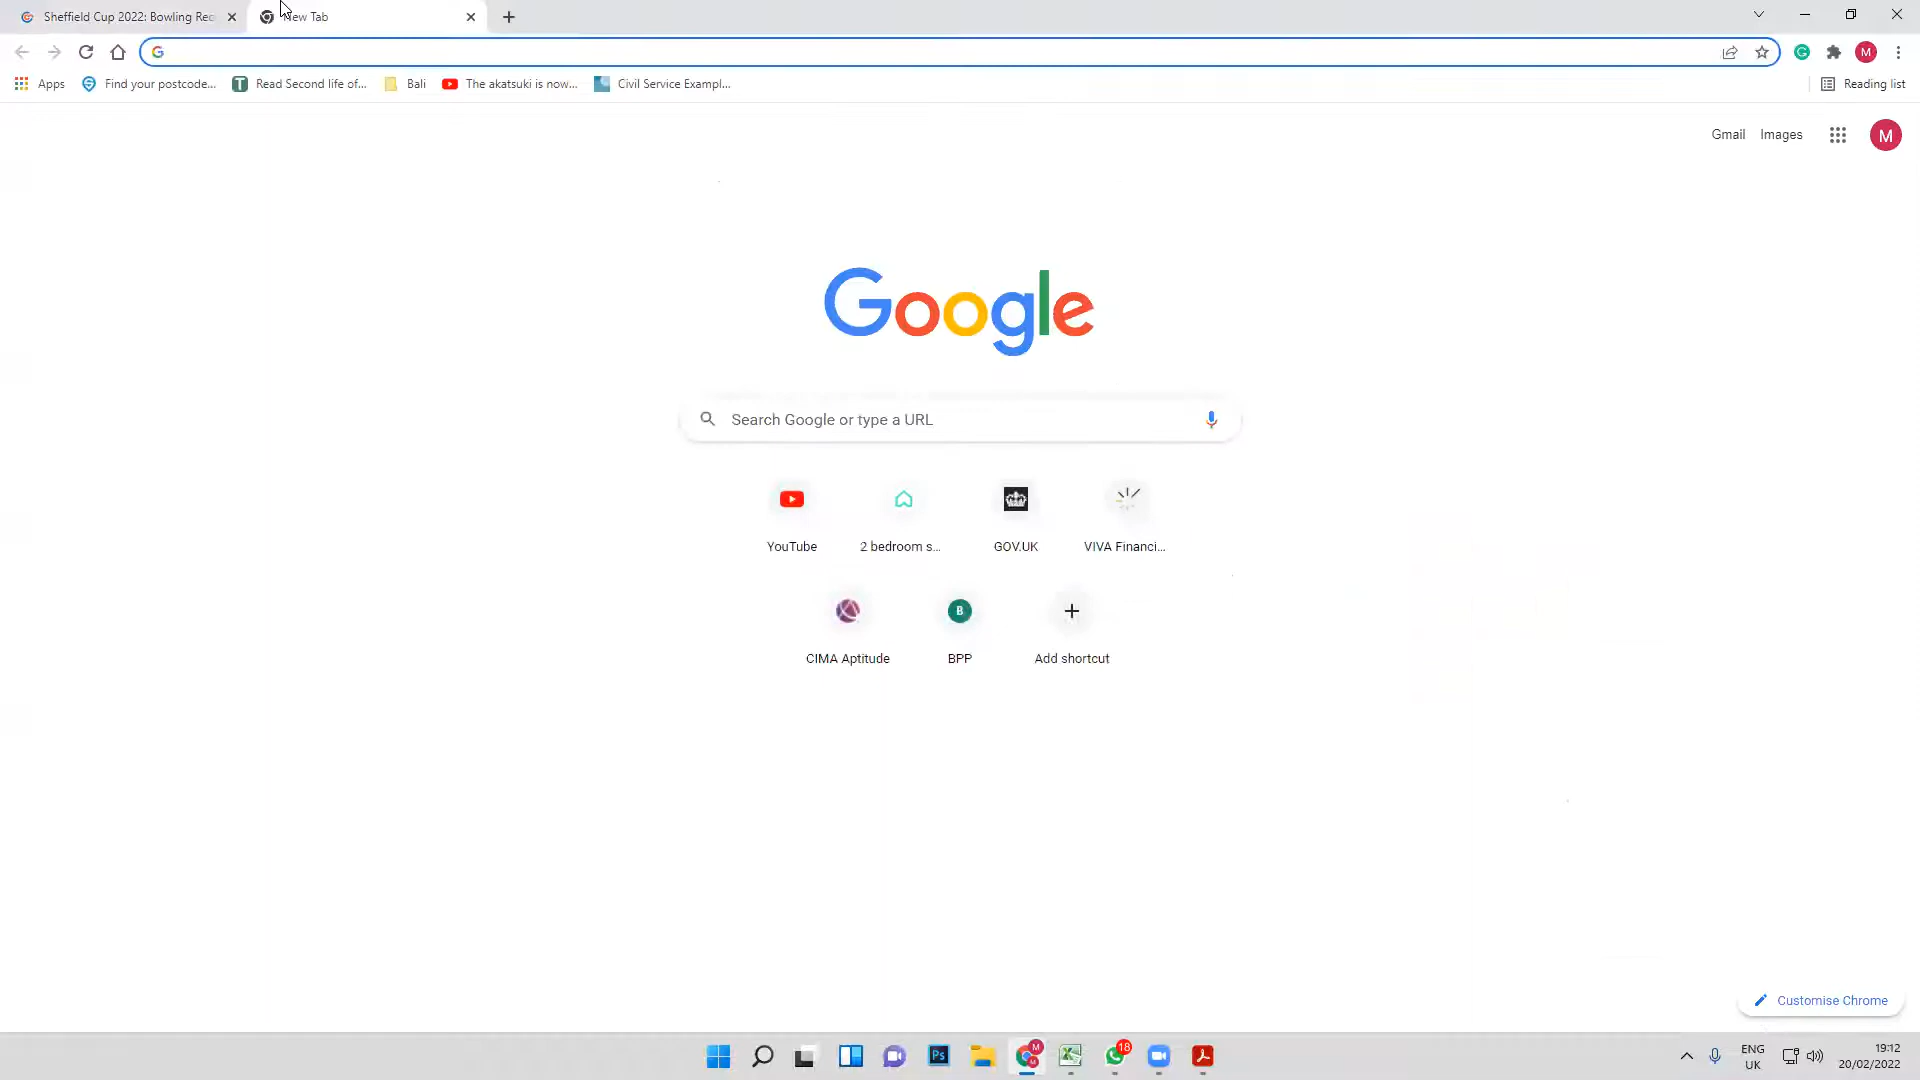 Sheffield Cup 2022: Bowling Rec
New Tab
Apps
Find your postcode...
Read Second life of...
Bali
The akatsuki is now...
Civil Service Exampl...
Reading list
Gmail
Images
M
Google
Search Google or type a URL
YouTube
2 bedroom s...
GOV.UK
VIVA Financi...
B
CIMA Aptitude
BPP
Add shortcut
Customise Chrome
Ps
M
18
ENG
UK
19:12
20/02/2022